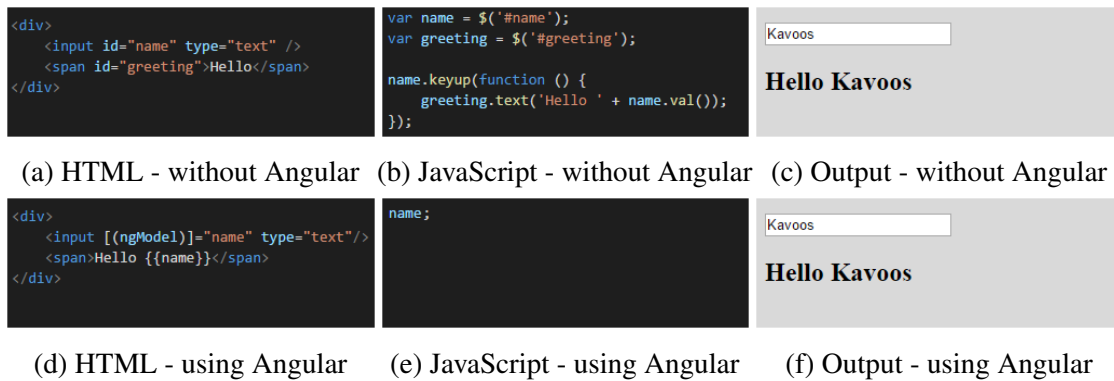 <div>
<input id="name" type="text" />
<span id="greeting">Hello</span>
</div>
var name = $('#name');
var greeting = $('#greeting');
name.keyup(function () {
greeting.text('Hello ' + name.val());
});
Kavoos
Hello Kavoos
(a) HTML - without Angular
(b) JavaScript - without Angular
(c) Output - without Angular
<div>
<input [(ngModel)]="name" type="text"/>
<span>Hello {{name}}</span>
</div>
name;
Kavoos
Hello Kavoos
(d) HTML - using Angular
(e) JavaScript - using Angular
(f) Output - using Angular